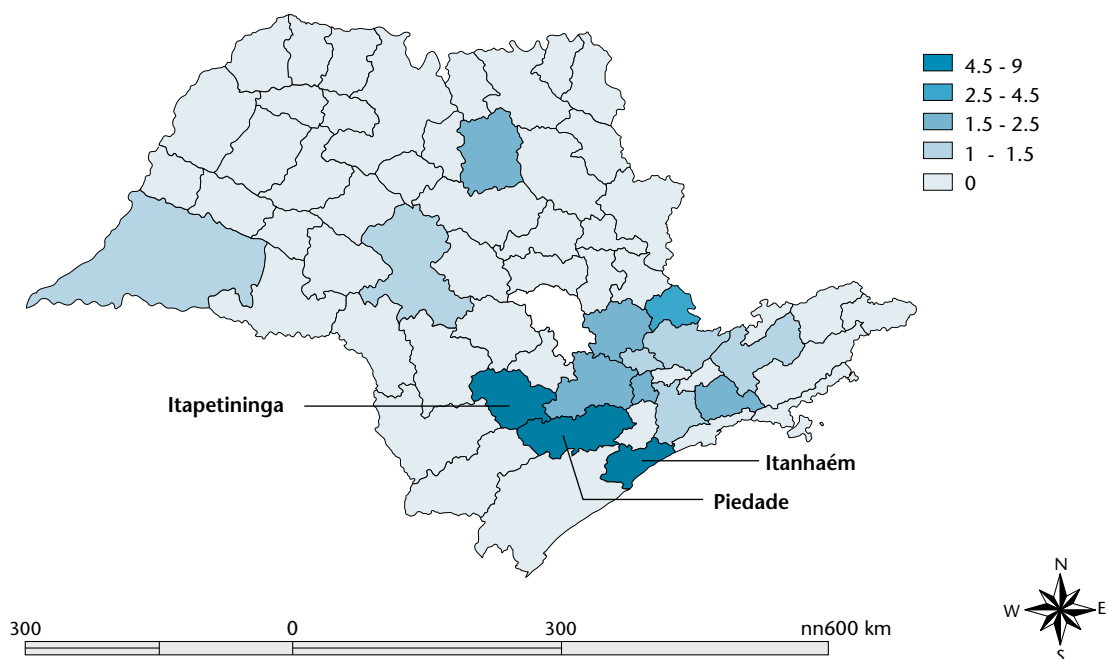 4.5 - 9
2.5 - 4.5
1.5 - 2.5
1 - 1.5
0
Itapetininga
Itanhaém
Piedade
N
W E
S
300 0 300 nn600 km